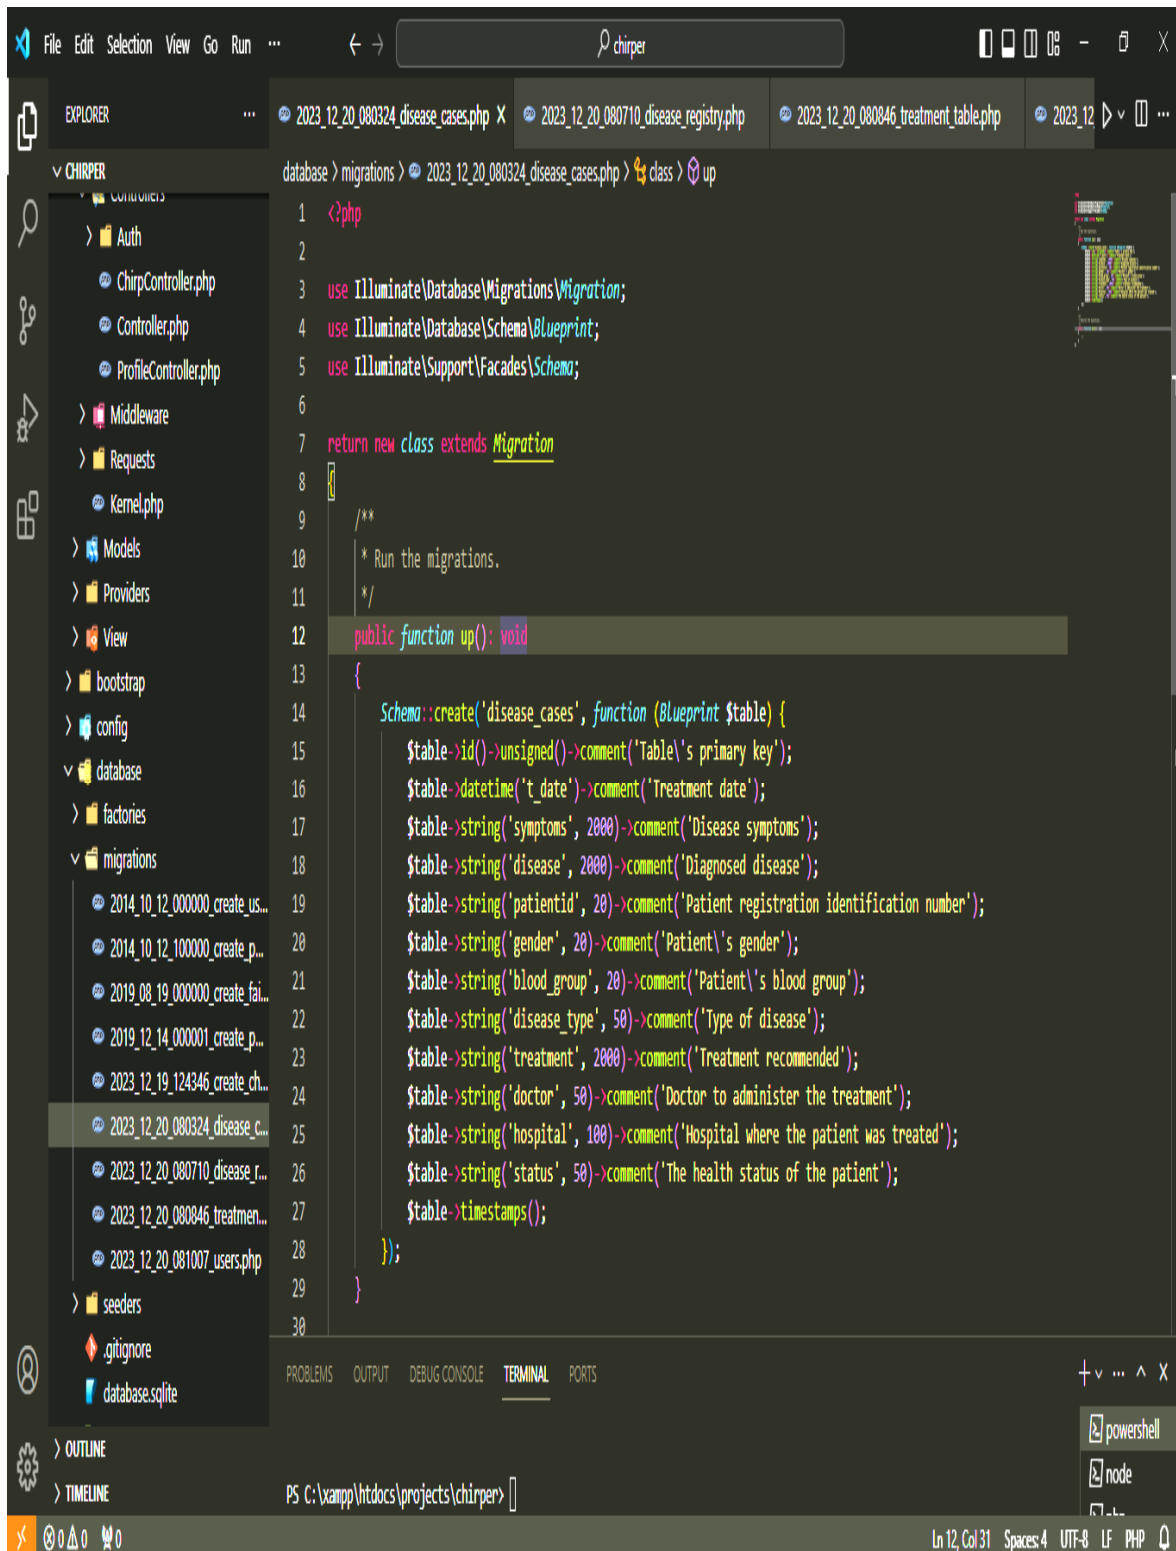 File Edit Selection View Go Run ··· chirper
EXPLORER ···
2023_12_20_080324_disease_cases.php 2023_12_20_080710_disease_registry.php 2023_12_20_080846_treatment_table.php 2023_12 ···
CHIRPER
database > migrations > 2023_12_20_080324_disease_cases.php > class > up
Controllers
Auth
ChirpController.php
Controller.php
ProfileController.php
Middleware
Requests
Kernel.php
Models
Providers
View
bootstrap
config
database
factories
migrations
2014_10_12_000000_create_us...
2014_10_12_100000_create_p...
2019_08_19_000000_create_fai...
2019_12_14_000001_create_p...
2023_12_19_124346_create_ch...
2023_12_20_080324_disease_c...
2023_12_20_080710_disease_r...
2023_12_20_080846_treatmen...
2023_12_20_081007_users.php
seeders
.gitignore
database.sqlite
OUTLINE
TIMELINE
1 <?php
2
3 use Illuminate\Database\Migrations\Migration;
4 use Illuminate\Database\Schema\Blueprint;
5 use Illuminate\Support\Facades\Schema;
6
7 return new class extends Migration
8 {
9 /**
10 * Run the migrations.
11 */
12 public function up(): void
13 {
14 Schema::create('disease_cases', function (Blueprint $table) {
15 $table->id()->unsigned()->comment('Table\'s primary key');
16 $table->datetime('t_date')->comment('Treatment date');
17 $table->string('symptoms', 2000)->comment('Disease symptoms');
18 $table->string('disease', 2000)->comment('Diagnosed disease');
19 $table->string('patientid', 20)->comment('Patient registration identification number');
20 $table->string('gender', 20)->comment('Patient\'s gender');
21 $table->string('blood_group', 20)->comment('Patient\'s blood group');
22 $table->string('disease_type', 50)->comment('Type of disease');
23 $table->string('treatment', 2000)->comment('Treatment recommended');
24 $table->string('doctor', 50)->comment('Doctor to administer the treatment');
25 $table->string('hospital', 100)->comment('Hospital where the patient was treated');
26 $table->string('status', 50)->comment('The health status of the patient');
27 $table->timestamps();
28 });
29 }
30
PROBLEMS OUTPUT DEBUG CONSOLE TERMINAL PORTS
powershell
node
PS C:\xampp\htdocs\projects\chirper>
0 0 0 Ln 12, Col 31 Spaces: 4 UTF-8 LF PHP